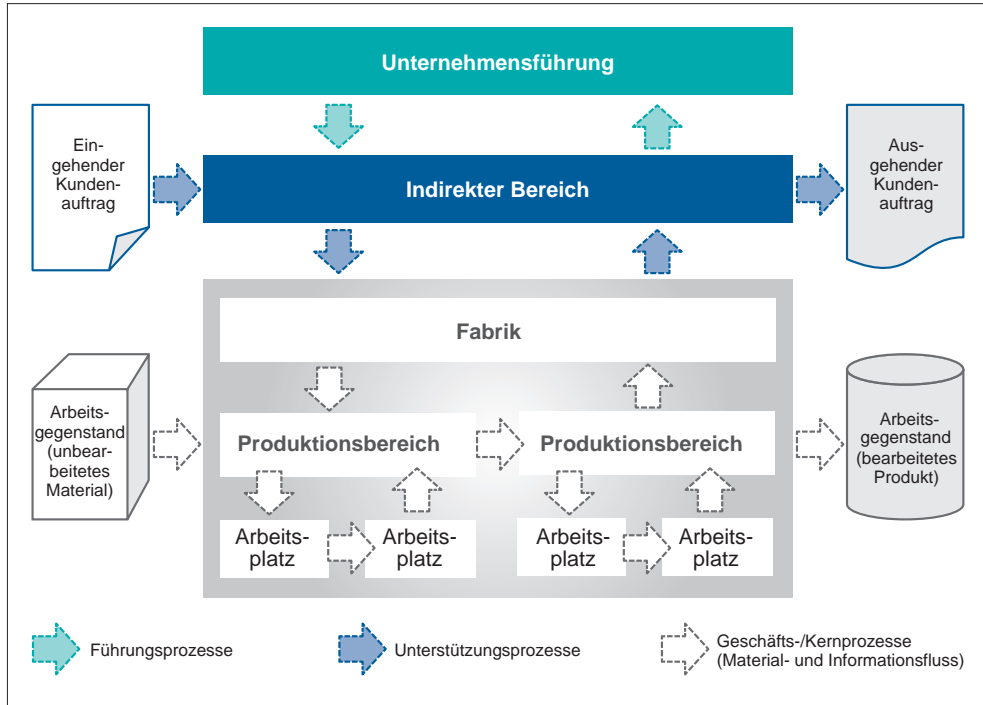 Unternehmensführung
Ein-
gehender
Kunden-
auftrag
Indirekter Bereich
Aus-
gehender
Kunden-
auftrag
Fabrik
Arbeits-
gegenstand
(unbear-
beitetes
Material)
Produktionsbereich
Produktionsbereich
Arbeits-
gegenstand
(bearbeitetes
Produkt)
Arbeits-
platz
Arbeits-
platz
Arbeits-
platz
Arbeits-
platz
Führungsprozesse
Unterstützungsprozesse
Geschäfts-/Kernprozesse
(Material- und Informationsfluss)